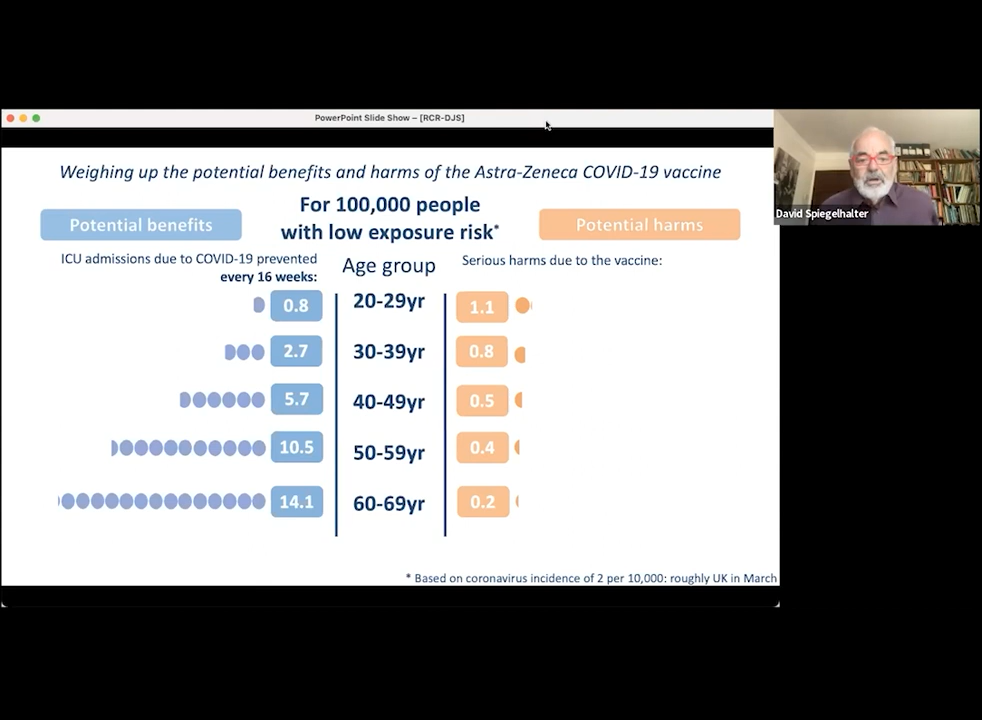 PowerPoint Slide Show – [RCR-DJS]
Weighing up the potential benefits and harms of the Astra-Zeneca COVID-19 vaccine
Potential benefits
For 100,000 people
with low exposure risk*
Potential harms
ICU admissions due to COVID-19 prevented
every 16 weeks:
Age group
Serious harms due to the vaccine:
0.8 20-29yr 1.1
2.7 30-39yr 0.8
5.7 40-49yr 0.5
10.5 50-59yr 0.4
14.1 60-69yr 0.2
* Based on coronavirus incidence of 2 per 10,000: roughly UK in March
David Spiegelhalter